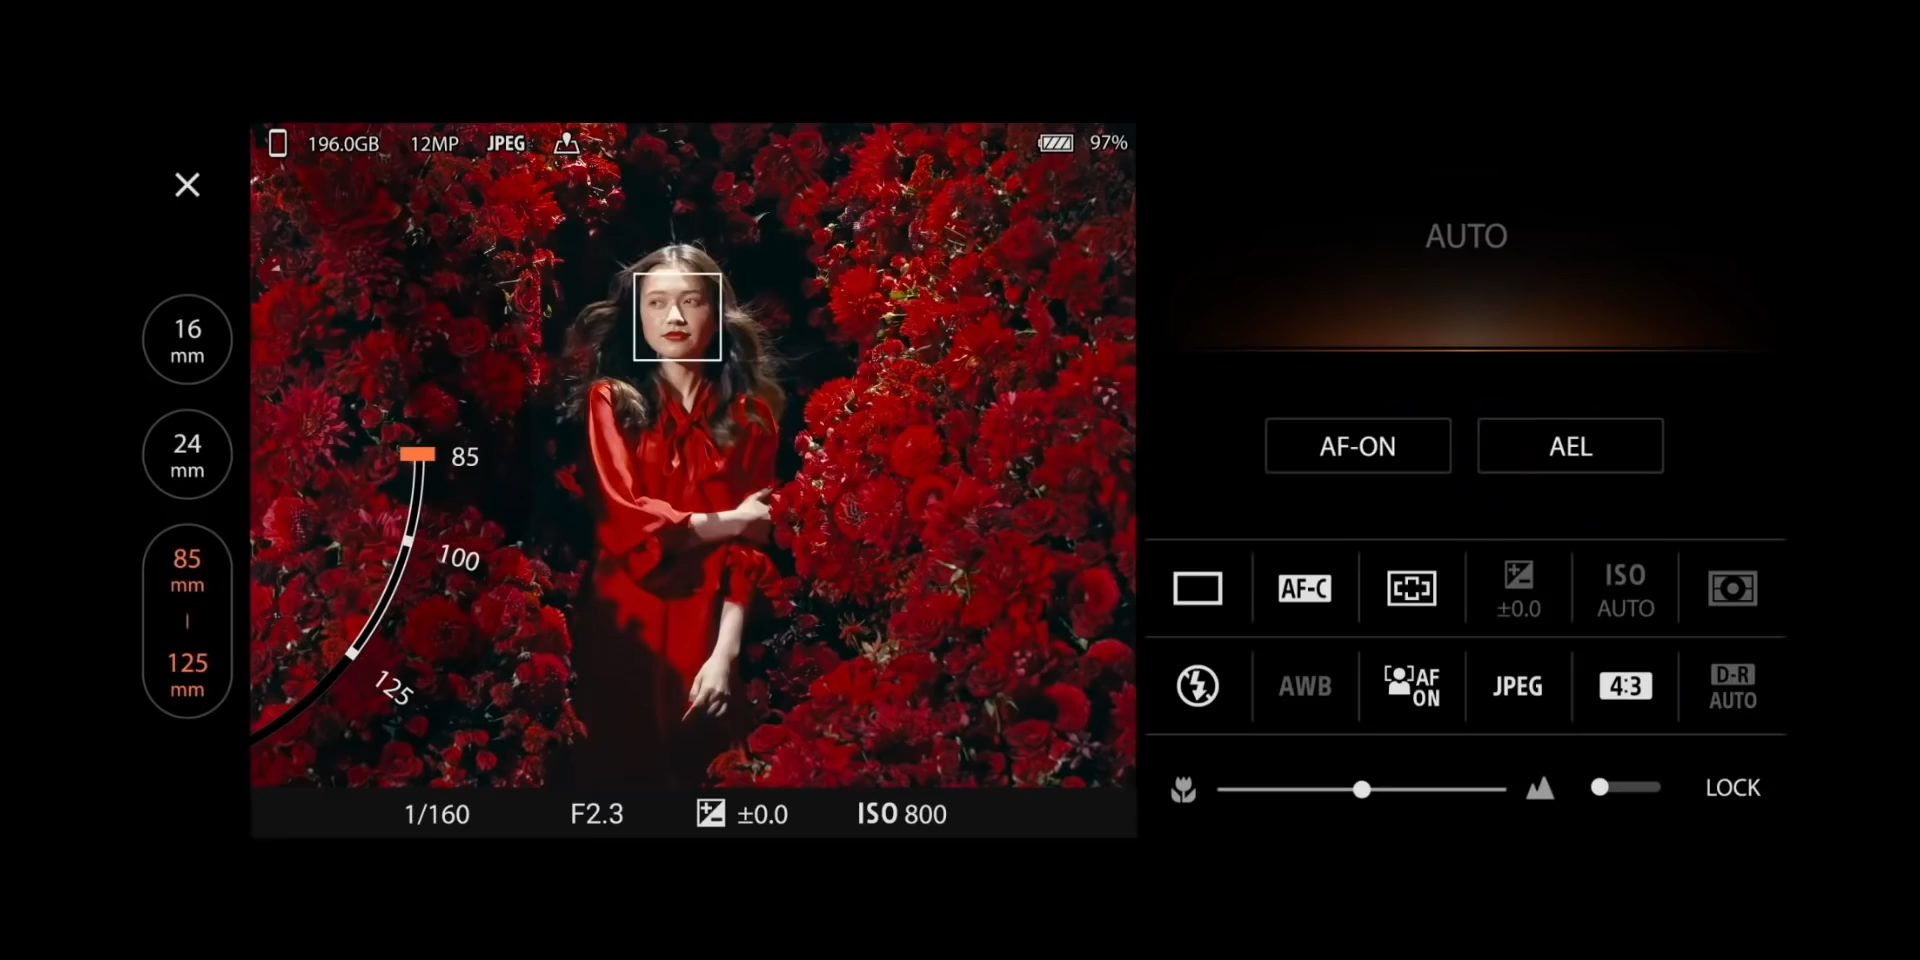 196.0GB 12MP JPEG 97%
16
mm
24
mm
85
mm
125
mm
85
100
125
1/160 F2.3 ±0.0 ISO 800
AUTO
AF-ON AEL
AF-C ±0.0 ISO AUTO
AWB AF ON JPEG 4:3 D-R AUTO
LOCK